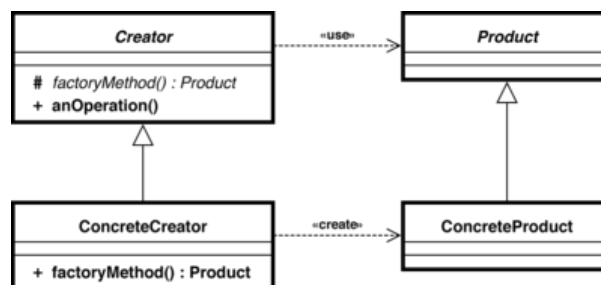 Creator
«use»
Product
# factoryMethod() : Product
+ anOperation()
ConcreteCreator
«create»
ConcreteProduct
+ factoryMethod() : Product